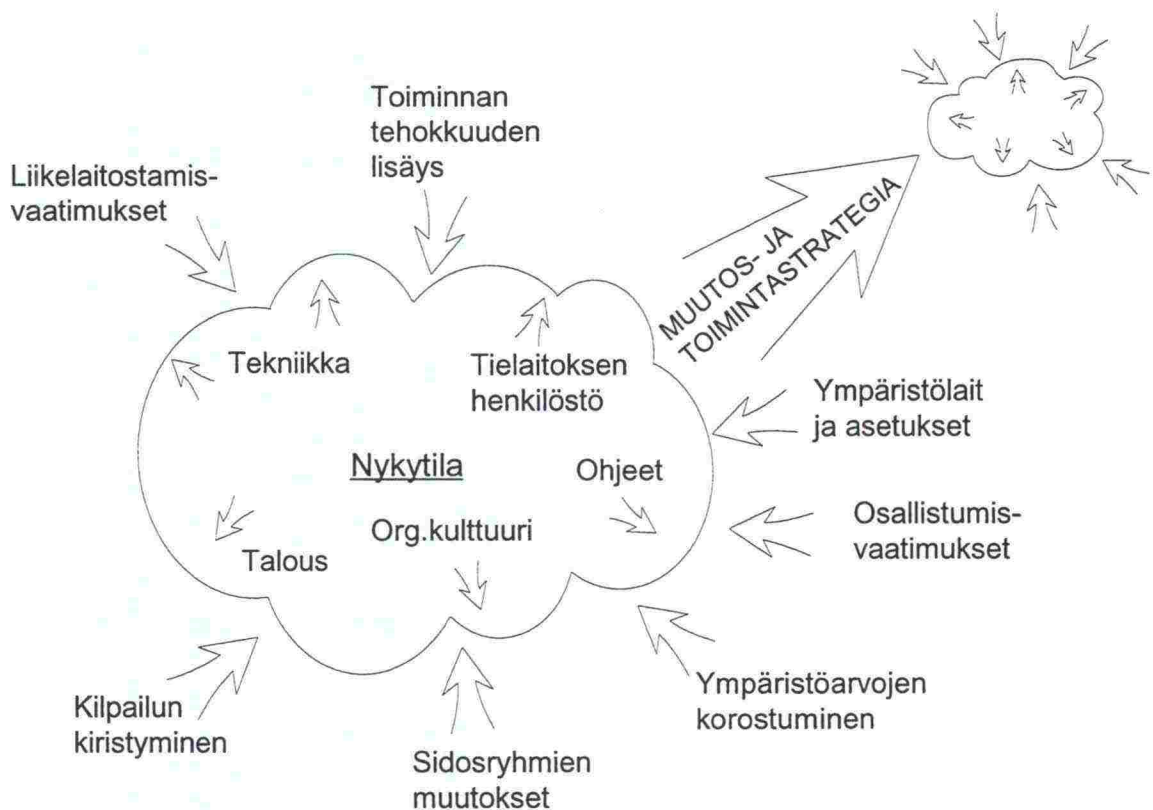 Toiminnan
tehokkuuden
lisäys
Liikelaitostamis-
vaatimukset
MUUTOS- JA
TOIMINTASTRATEGIA
Tekniikka
Tielaitoksen
henkilöstö
Ympäristölait
ja asetukset
Nykytila
Ohjeet
Org.kulttuuri
Talous
Osallistumis-
vaatimukset
Kilpailun
kiristyminen
Ympäristöarvojen
korostuminen
Sidosryhmien
muutokset